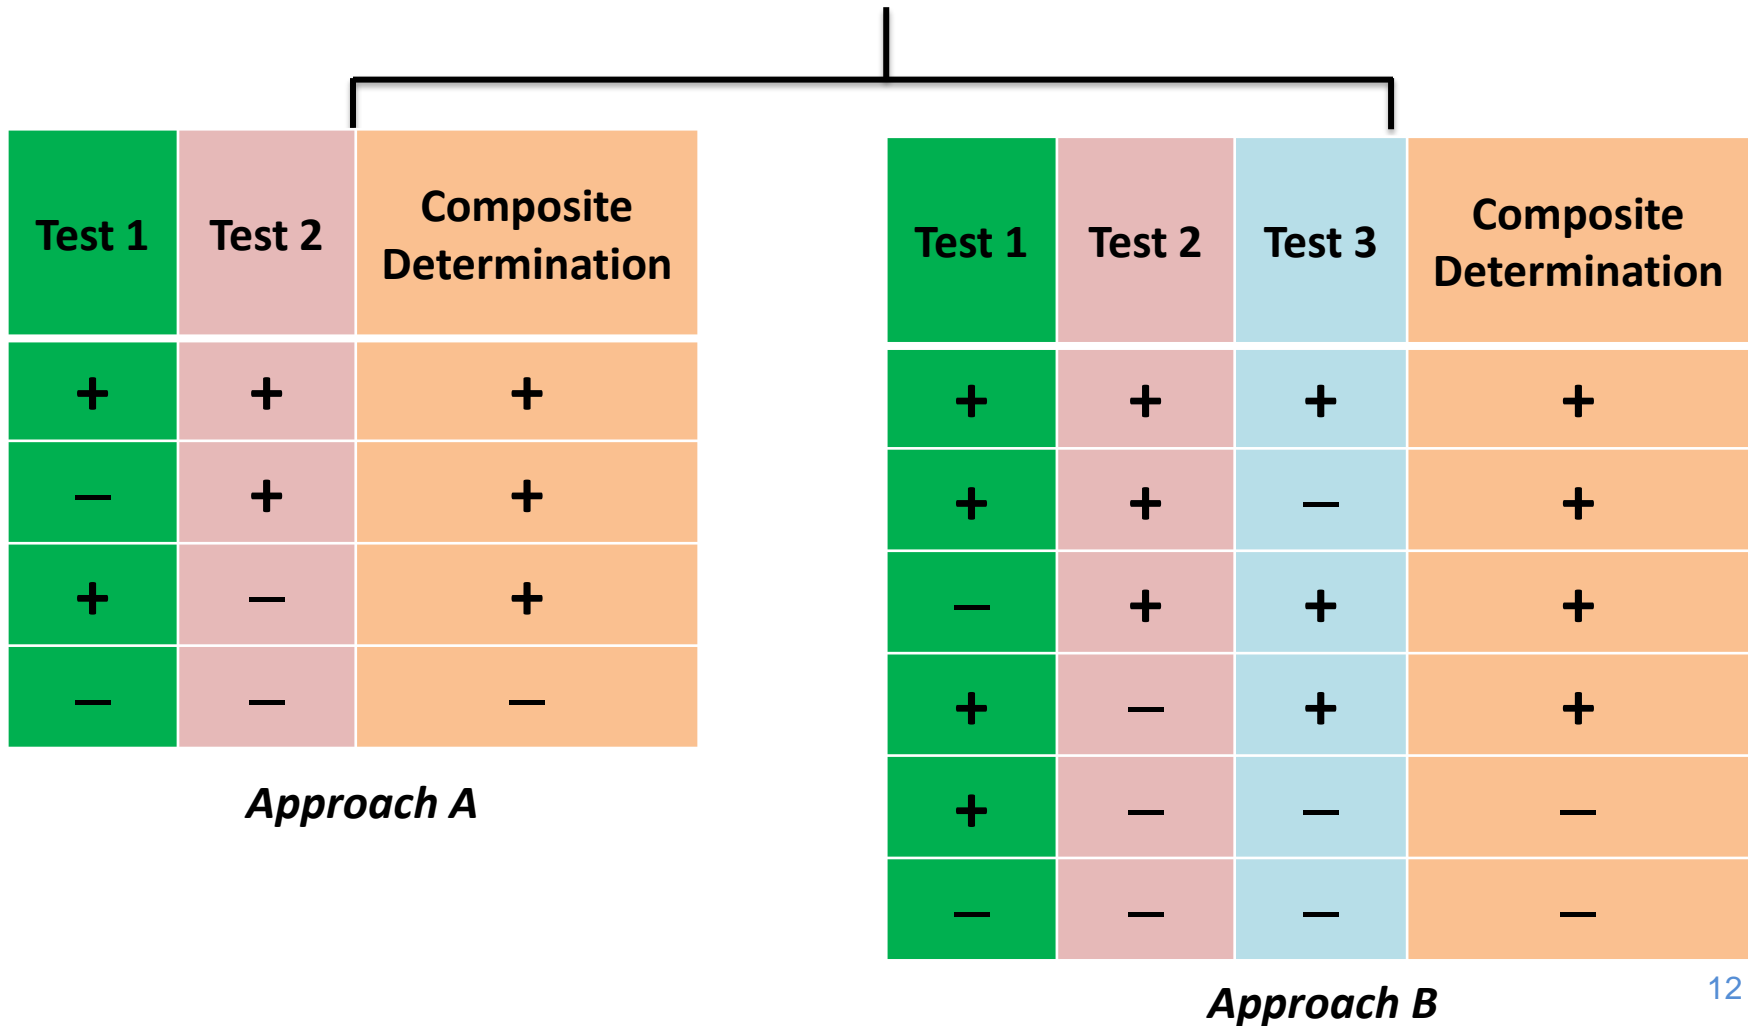 Test 1 Test 2 Composite Determination
+ + +
– + +
+ – +
– – –
Approach A
Test 1 Test 2 Test 3 Composite Determination
+ + + +
+ + – +
– + + +
+ – + +
+ – – –
– – – –
Approach B
12